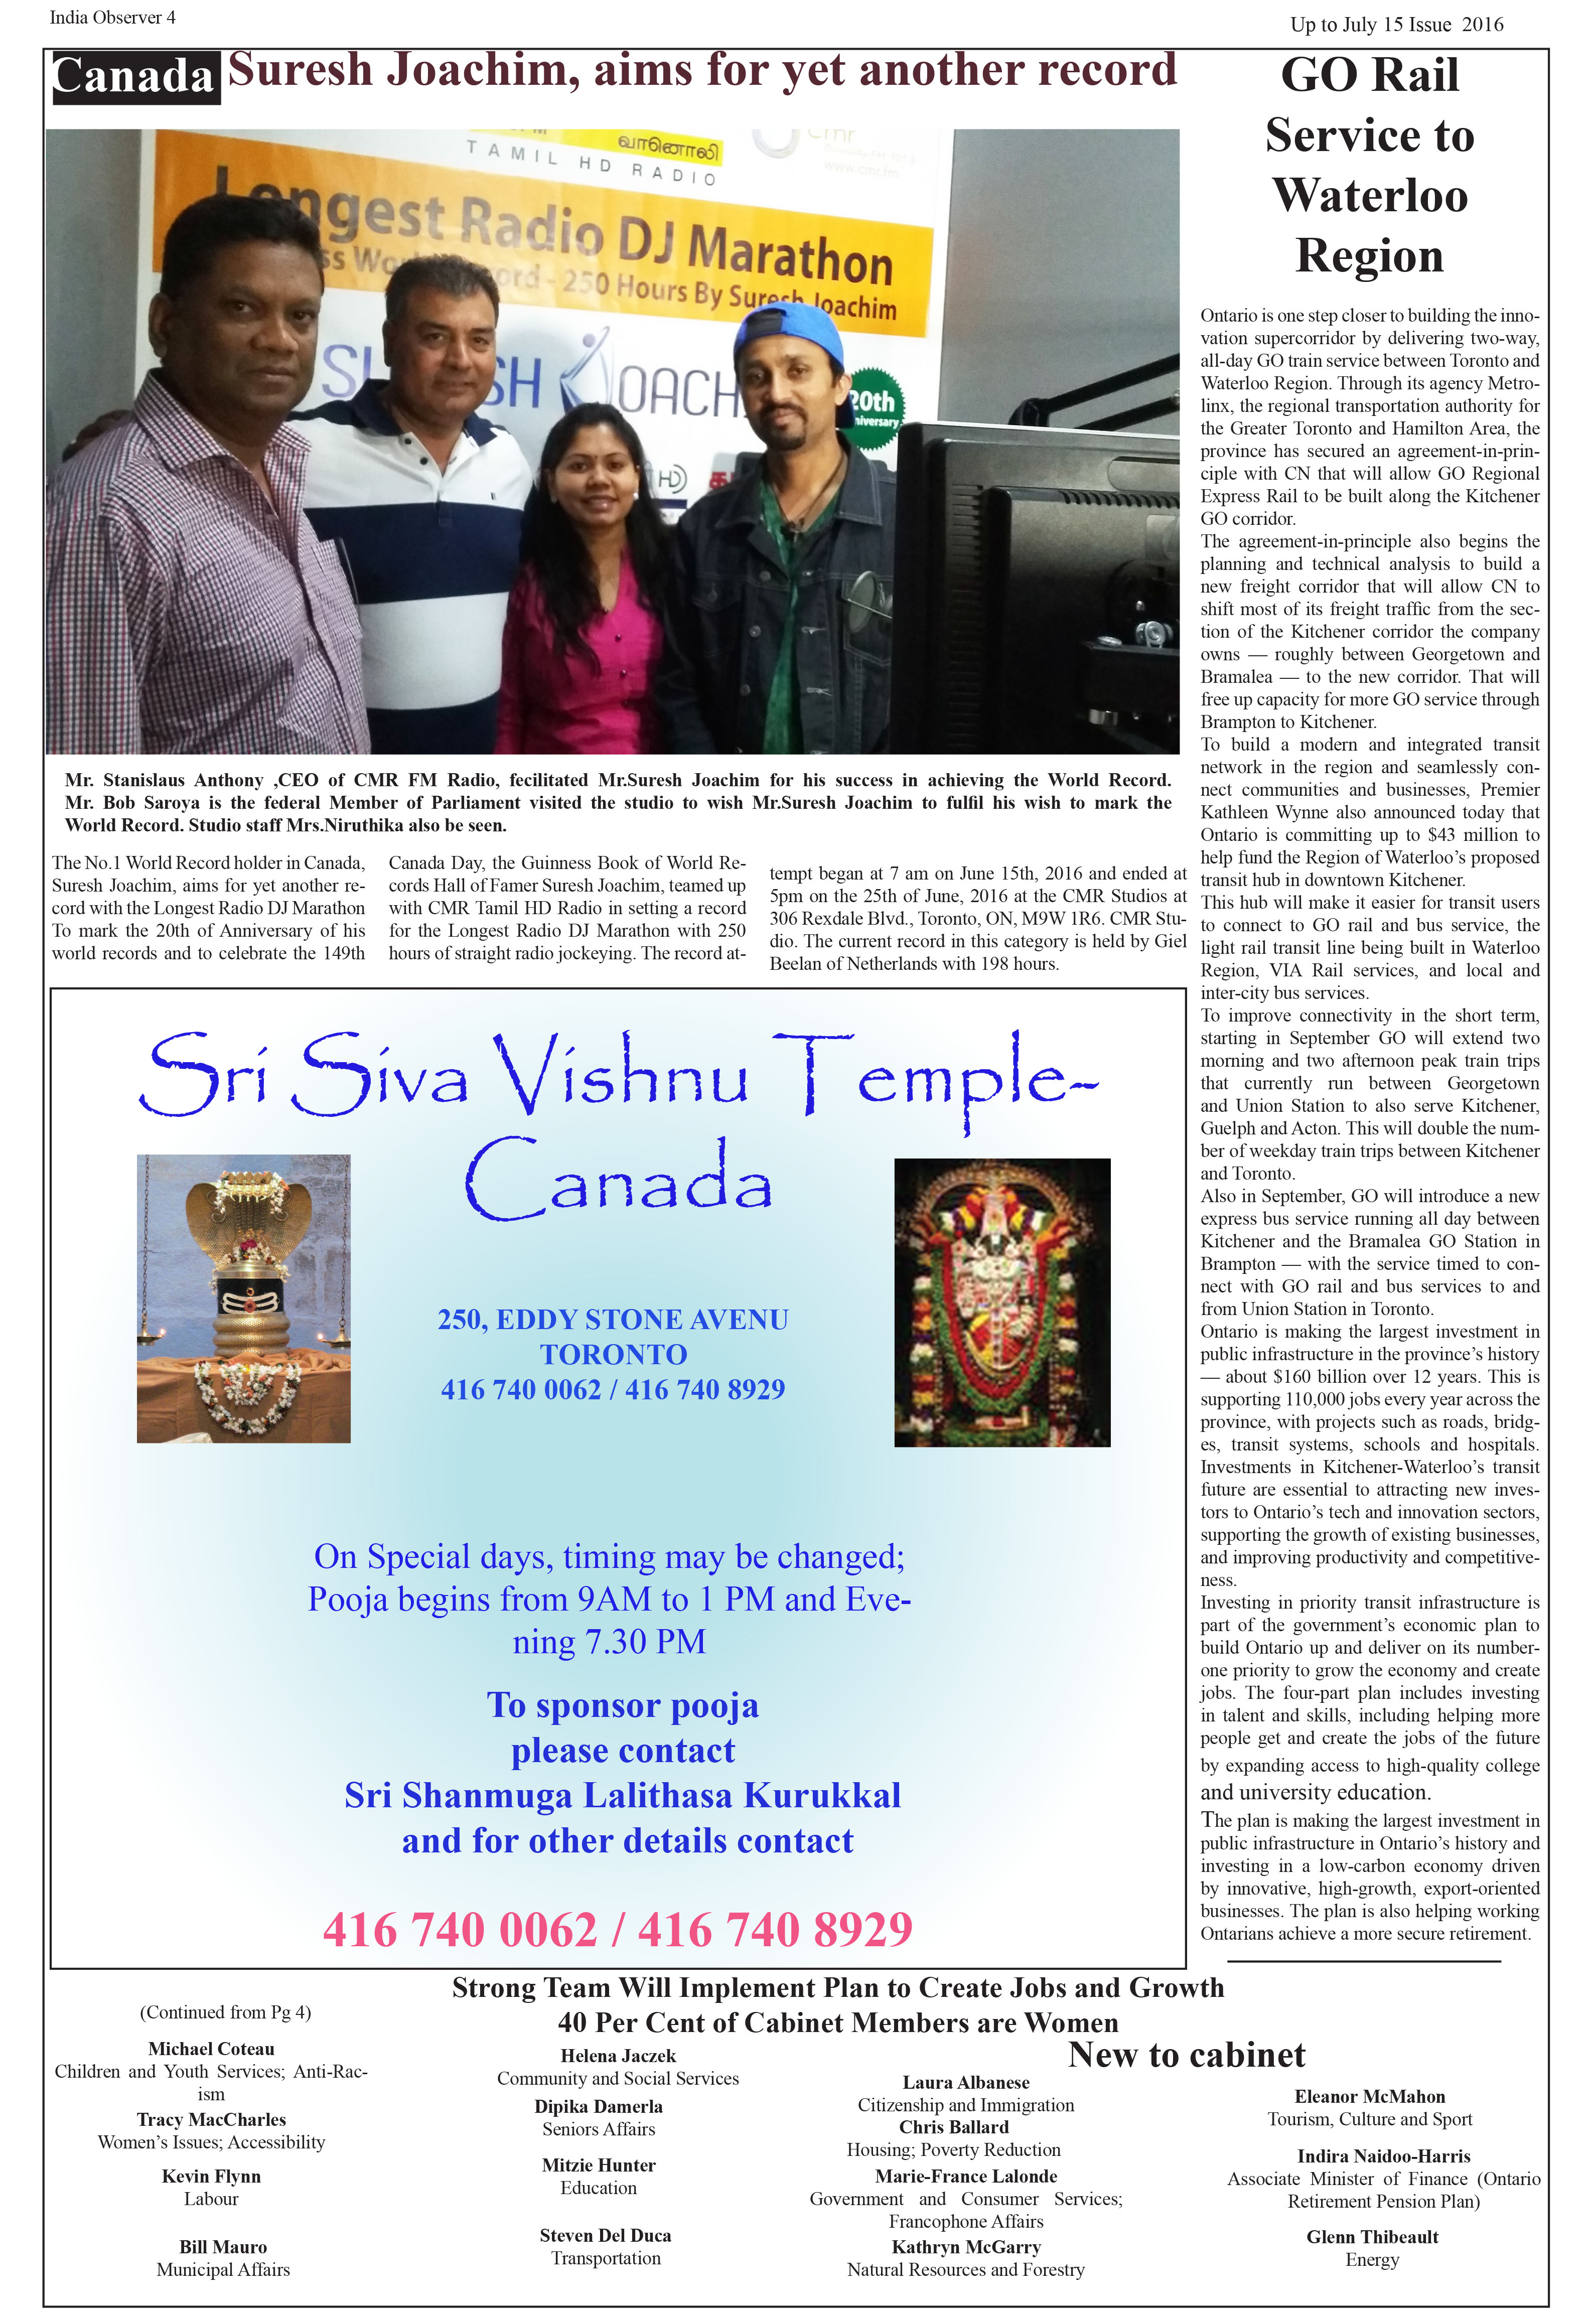 India Observer 4
Up to July 15 Issue  2016
Canada
Suresh Joachim, aims for yet another record
வானொலி
TAMIL HD RADIO
cmr
www.cmr.fm
Longest Radio DJ Marathon
Record - 250 Hours By Suresh Joachim
20th
Mr. Stanislaus Anthony ,CEO of CMR FM Radio, fecilitated Mr.Suresh Joachim for his success in achieving the World Record.
Mr. Bob Saroya is the federal Member of Parliament visited the studio to wish Mr.Suresh Joachim to fulfil his wish to mark the
World Record. Studio staff Mrs.Niruthika also be seen.
The No.1 World Record holder in Canada,
Suresh Joachim, aims for yet another re-
cord with the Longest Radio DJ Marathon
To mark the 20th of Anniversary of his
world records and to celebrate the 149th
Canada Day, the Guinness Book of World Re-
cords Hall of Famer Suresh Joachim, teamed up
with CMR Tamil HD Radio in setting a record
for the Longest Radio DJ Marathon with 250
hours of straight radio jockeying. The record at-
tempt began at 7 am on June 15th, 2016 and ended at
5pm on the 25th of June, 2016 at the CMR Studios at
306 Rexdale Blvd., Toronto, ON, M9W 1R6. CMR Stu-
dio. The current record in this category is held by Giel
Beelan of Netherlands with 198 hours.
GO Rail
Service to
Waterloo
Region
Ontario is one step closer to building the inno-
vation supercorridor by delivering two-way,
all-day GO train service between Toronto and
Waterloo Region. Through its agency Metro-
linx, the regional transportation authority for
the Greater Toronto and Hamilton Area, the
province has secured an agreement-in-prin-
ciple with CN that will allow GO Regional
Express Rail to be built along the Kitchener
GO corridor.
The agreement-in-principle also begins the
planning and technical analysis to build a
new freight corridor that will allow CN to
shift most of its freight traffic from the sec-
tion of the Kitchener corridor the company
owns — roughly between Georgetown and
Bramalea — to the new corridor. That will
free up capacity for more GO service through
Brampton to Kitchener.
To build a modern and integrated transit
network in the region and seamlessly con-
nect communities and businesses, Premier
Kathleen Wynne also announced today that
Ontario is committing up to $43 million to
help fund the Region of Waterloo’s proposed
transit hub in downtown Kitchener.
This hub will make it easier for transit users
to connect to GO rail and bus service, the
light rail transit line being built in Waterloo
Region, VIA Rail services, and local and
inter-city bus services.
To improve connectivity in the short term,
starting in September GO will extend two
morning and two afternoon peak train trips
that currently run between Georgetown
and Union Station to also serve Kitchener,
Guelph and Acton. This will double the num-
ber of weekday train trips between Kitchener
and Toronto.
Also in September, GO will introduce a new
express bus service running all day between
Kitchener and the Bramalea GO Station in
Brampton — with the service timed to con-
nect with GO rail and bus services to and
from Union Station in Toronto.
Ontario is making the largest investment in
public infrastructure in the province’s history
— about $160 billion over 12 years. This is
supporting 110,000 jobs every year across the
province, with projects such as roads, bridg-
es, transit systems, schools and hospitals.
Investments in Kitchener-Waterloo’s transit
future are essential to attracting new inves-
tors to Ontario’s tech and innovation sectors,
supporting the growth of existing businesses,
and improving productivity and competitive-
ness.
Investing in priority transit infrastructure is
part of the government’s economic plan to
build Ontario up and deliver on its number-
one priority to grow the economy and create
jobs. The four-part plan includes investing
in talent and skills, including helping more
people get and create the jobs of the future
by expanding access to high-quality college
and university education.
The plan is making the largest investment in
public infrastructure in Ontario’s history and
investing in a low-carbon economy driven
by innovative, high-growth, export-oriented
businesses. The plan is also helping working
Ontarians achieve a more secure retirement.
Sri Siva Vishnu Temple-
Canada
250, EDDY STONE AVENU
TORONTO
416 740 0062 / 416 740 8929
On Special days, timing may be changed;
Pooja begins from 9AM to 1 PM and Eve-
ning 7.30 PM
To sponsor pooja
please contact
Sri Shanmuga Lalithasa Kurukkal
and for other details contact
416 740 0062 / 416 740 8929
Strong Team Will Implement Plan to Create Jobs and Growth
40 Per Cent of Cabinet Members are Women
(Continued from Pg 4)
Michael Coteau
Children and Youth Services; Anti-Rac-
ism
Tracy MacCharles
Women’s Issues; Accessibility
Kevin Flynn
Labour
Bill Mauro
Municipal Affairs
Helena Jaczek
Community and Social Services
Dipika Damerla
Seniors Affairs
Mitzie Hunter
Education
Steven Del Duca
Transportation
New to cabinet
Laura Albanese
Citizenship and Immigration
Chris Ballard
Housing; Poverty Reduction
Marie-France Lalonde
Government and Consumer Services;
Francophone Affairs
Kathryn McGarry
Natural Resources and Forestry
Eleanor McMahon
Tourism, Culture and Sport
Indira Naidoo-Harris
Associate Minister of Finance (Ontario
Retirement Pension Plan)
Glenn Thibeault
Energy